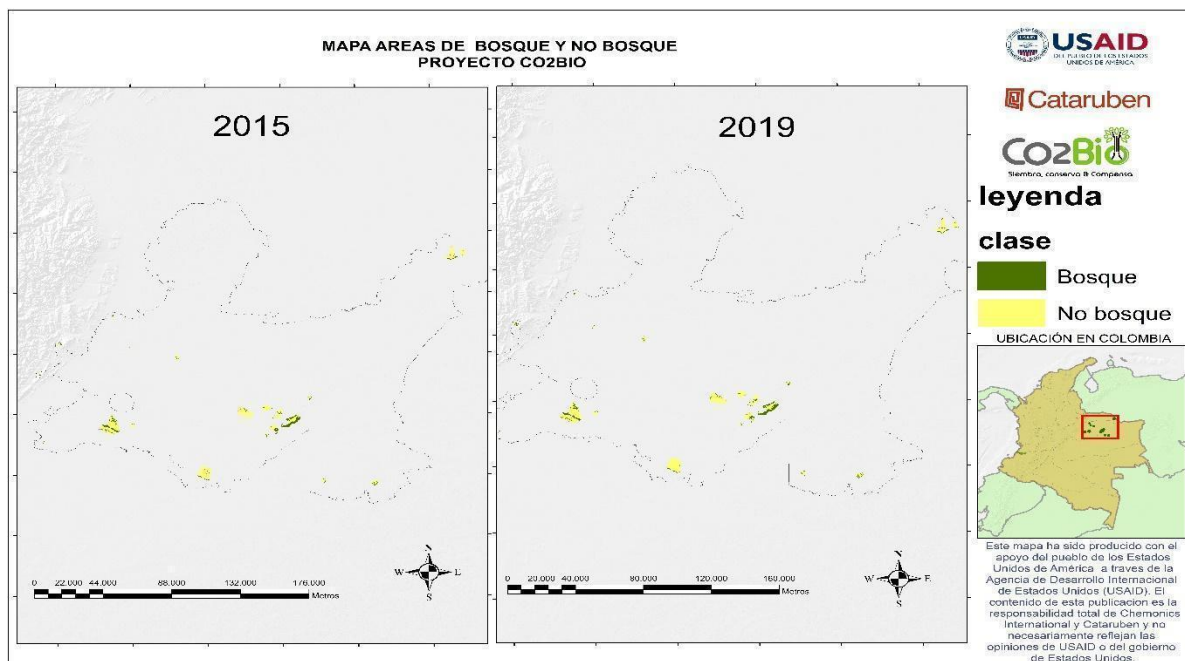 MAPA AREAS DE BOSQUE Y NO BOSQUE
PROYECTO CO2BIO
2015
2019
N
W E
S
0 22.000 44.000 88.000 132.000 176.000
Metros
N
W E
S
0 20.000 40.000 80.000 120.000 160.000
Metros
USAID
DEL PUEBLO DE LOS ESTADOS
UNIDOS DE AMÉRICA
Cataruben
Co2Bio
Siembra, conserva & Compensa
leyenda
clase
Bosque
No bosque
UBICACIÓN EN COLOMBIA
Este mapa ha sido producido con el
apoyo del pueblo de los Estados
Unidos de América a traves de la
Agencia de Desarrollo Internacional
de Estados Unidos (USAID). El
contenido de esta publicacion es la
responsabilidad total de Chemonics
International y Cataruben y no
necesariamente reflejan las
opiniones de USAID o del gobierno
de Estados Unidos.